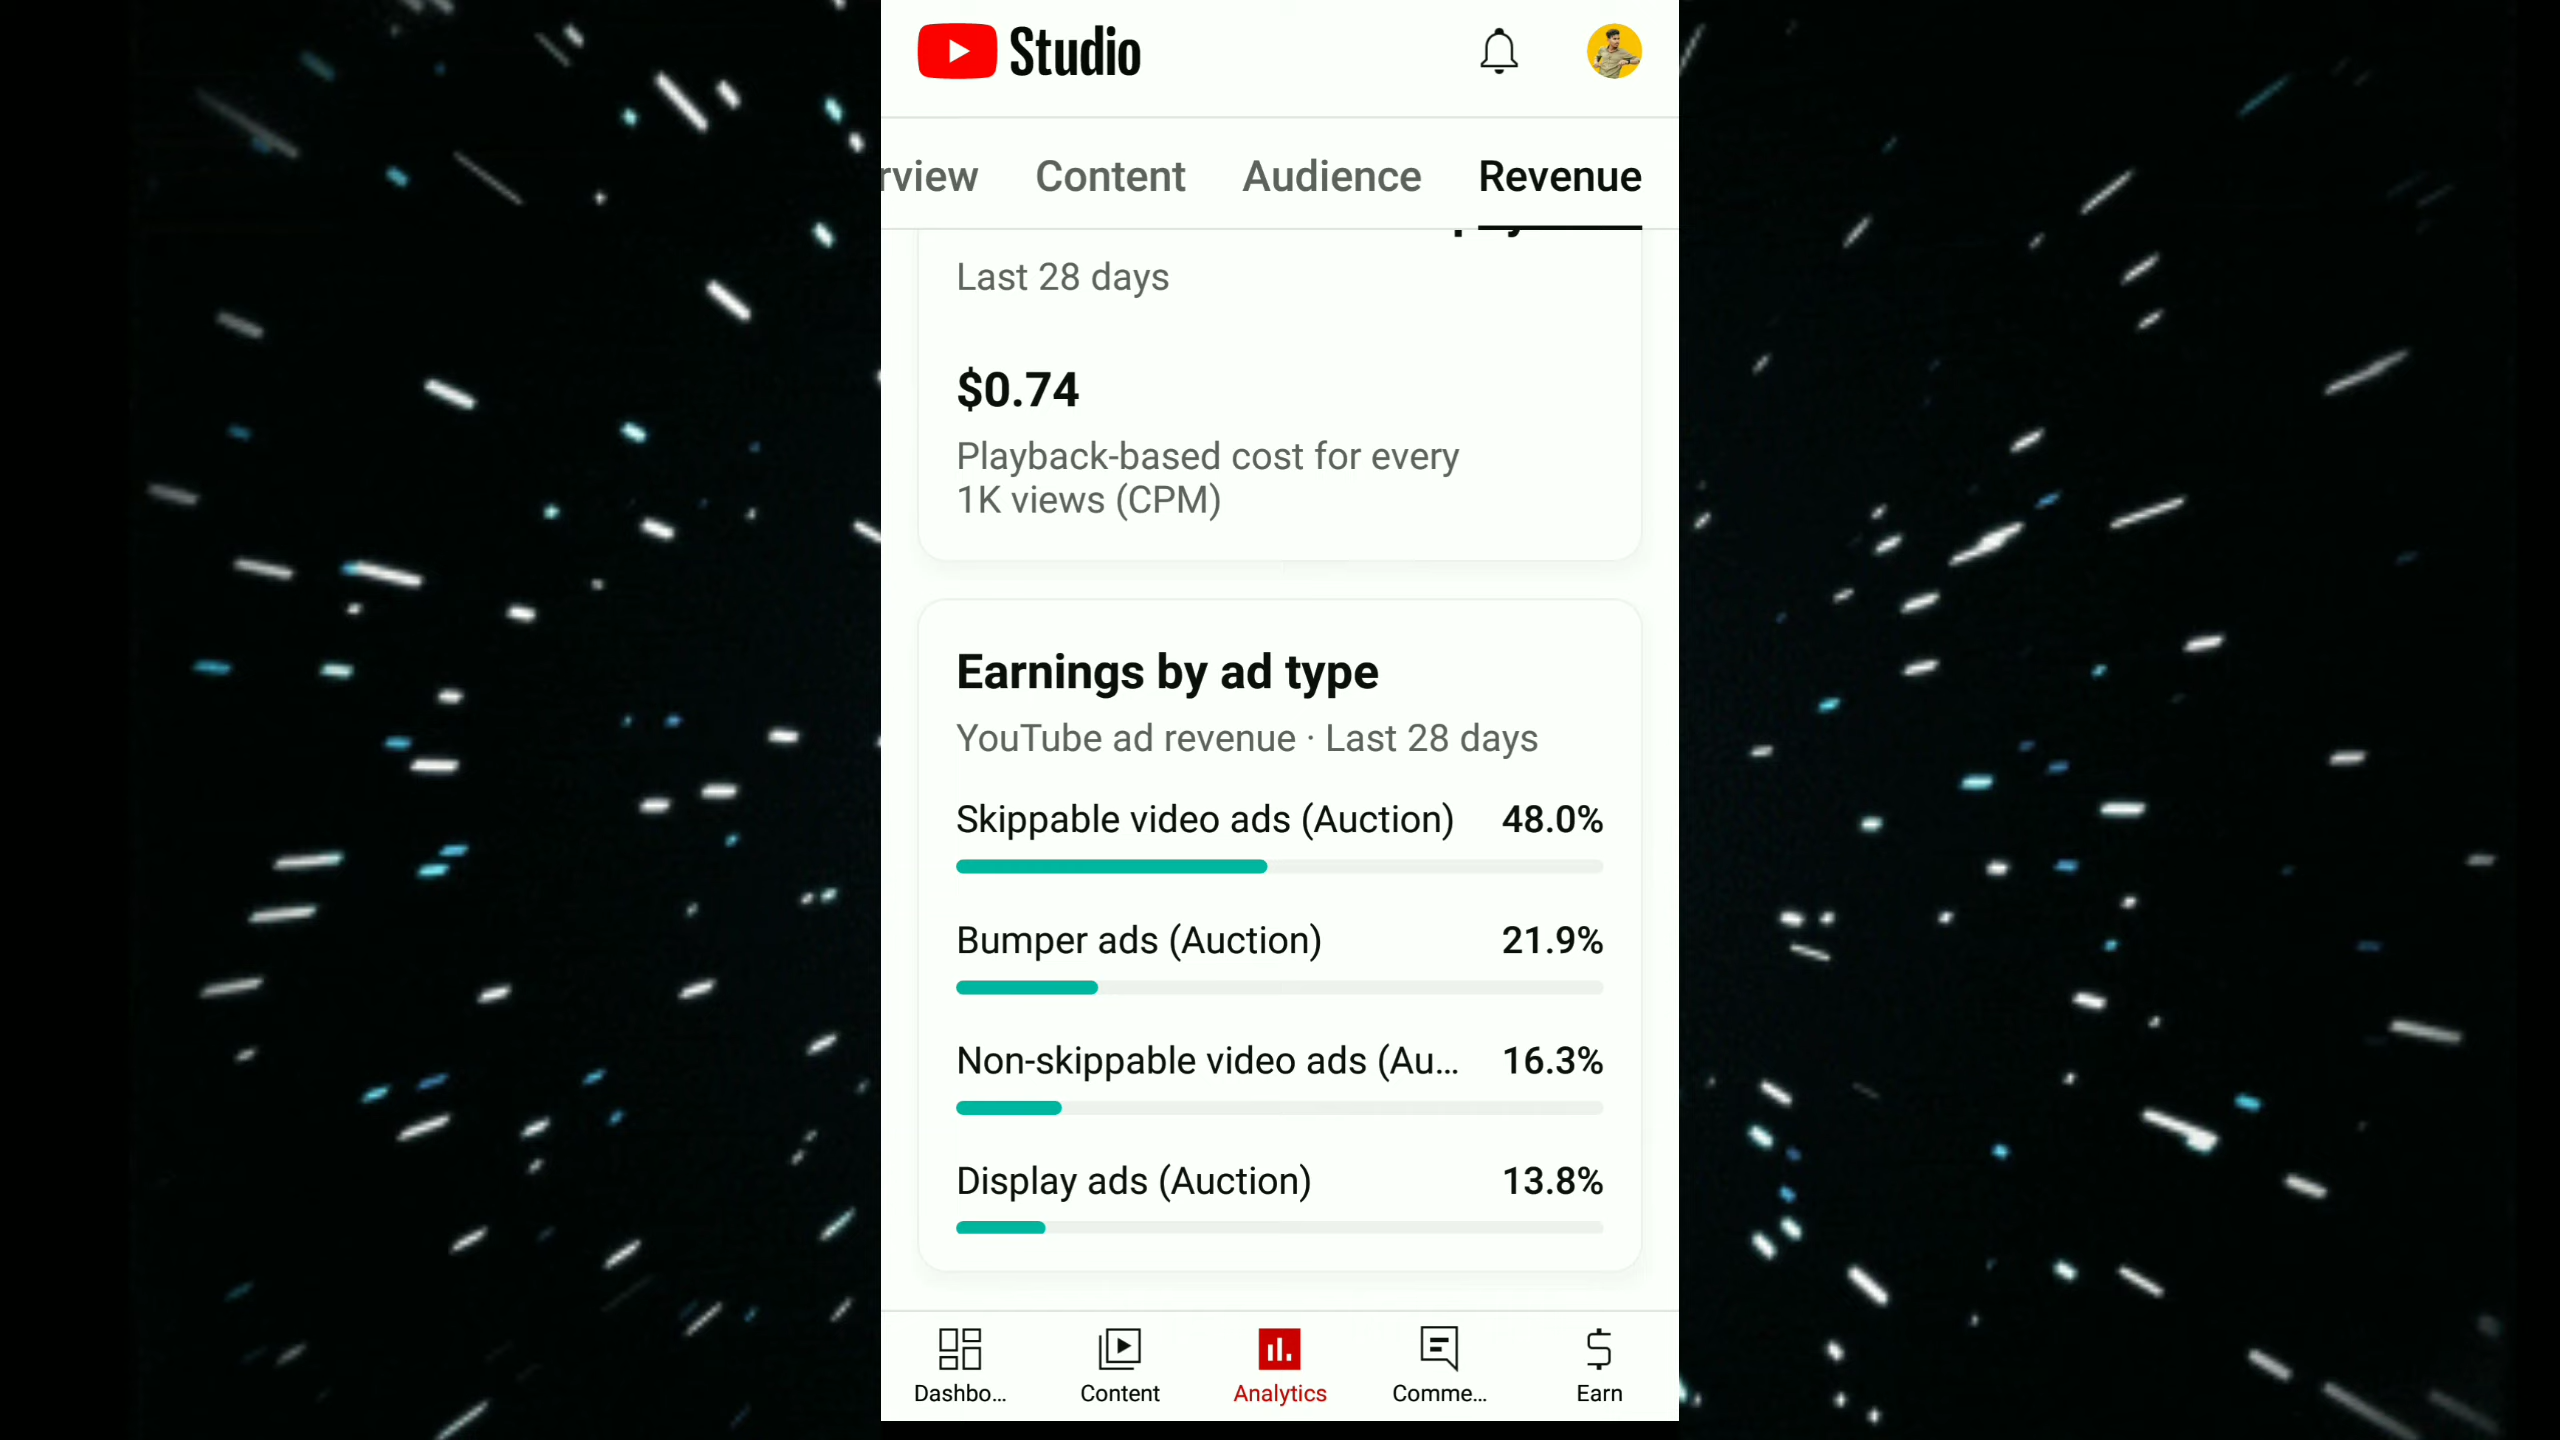 Studio
rview Content Audience Revenue
Last 28 days
$0.74
Playback-based cost for every
1K views (CPM)
Earnings by ad type
YouTube ad revenue · Last 28 days
Skippable video ads (Auction) 48.0%
Bumper ads (Auction) 21.9%
Non-skippable video ads (Au... 16.3%
Display ads (Auction) 13.8%
Dashbo... Content Analytics Comme... Earn